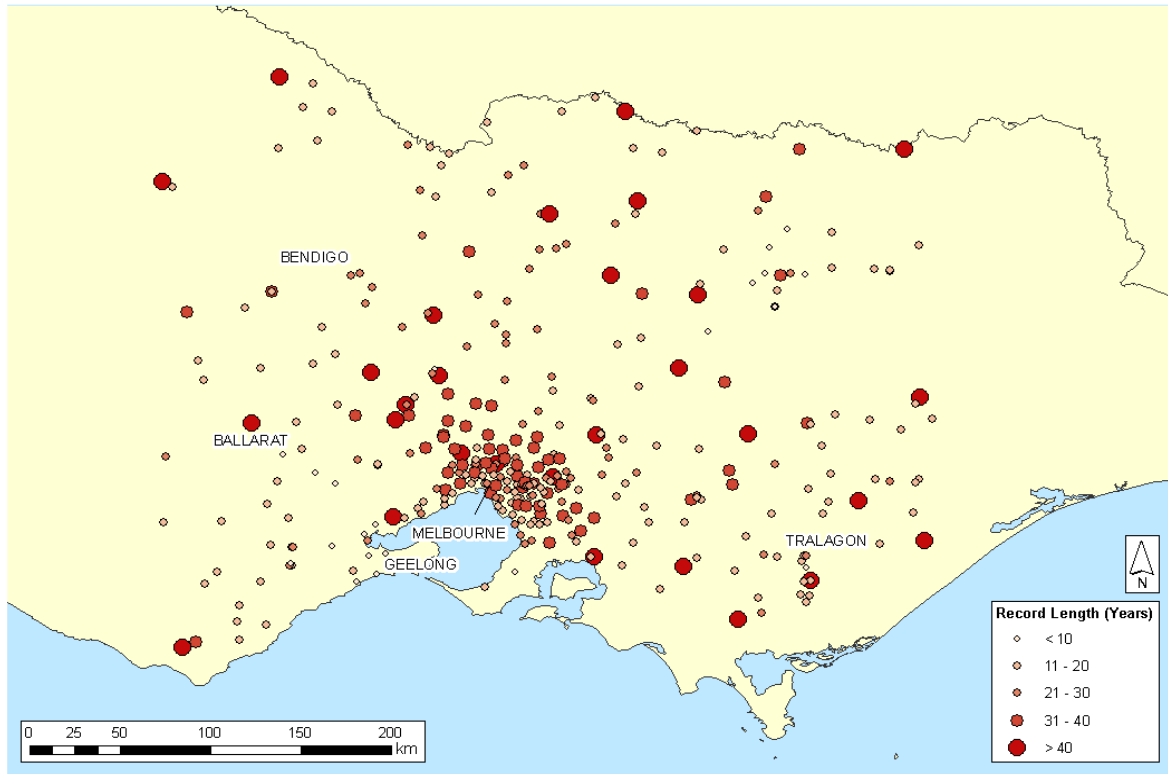 BENDIGO
BALLARAT
MELBOURNE
GEELONG
TRALAGON
N
Record Length (Years)
< 10
11 - 20
21 - 30
31 - 40
> 40
0 25 50 100 150 200
km